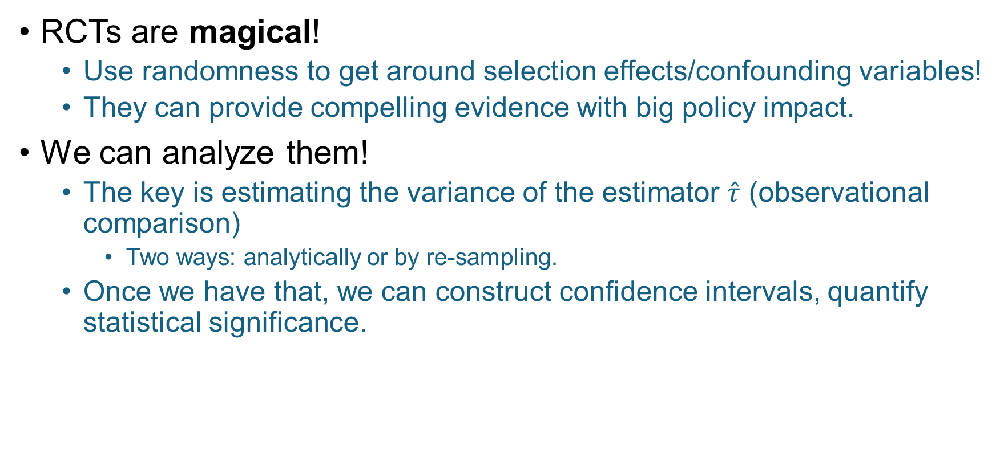 • RCTs are magical!
• Use randomness to get around selection effects/confounding variables!
• They can provide compelling evidence with big policy impact.
• We can analyze them!
• The key is estimating the variance of the estimator τ̂ (observational
comparison)
• Two ways: analytically or by re-sampling.
• Once we have that, we can construct confidence intervals, quantify
statistical significance.